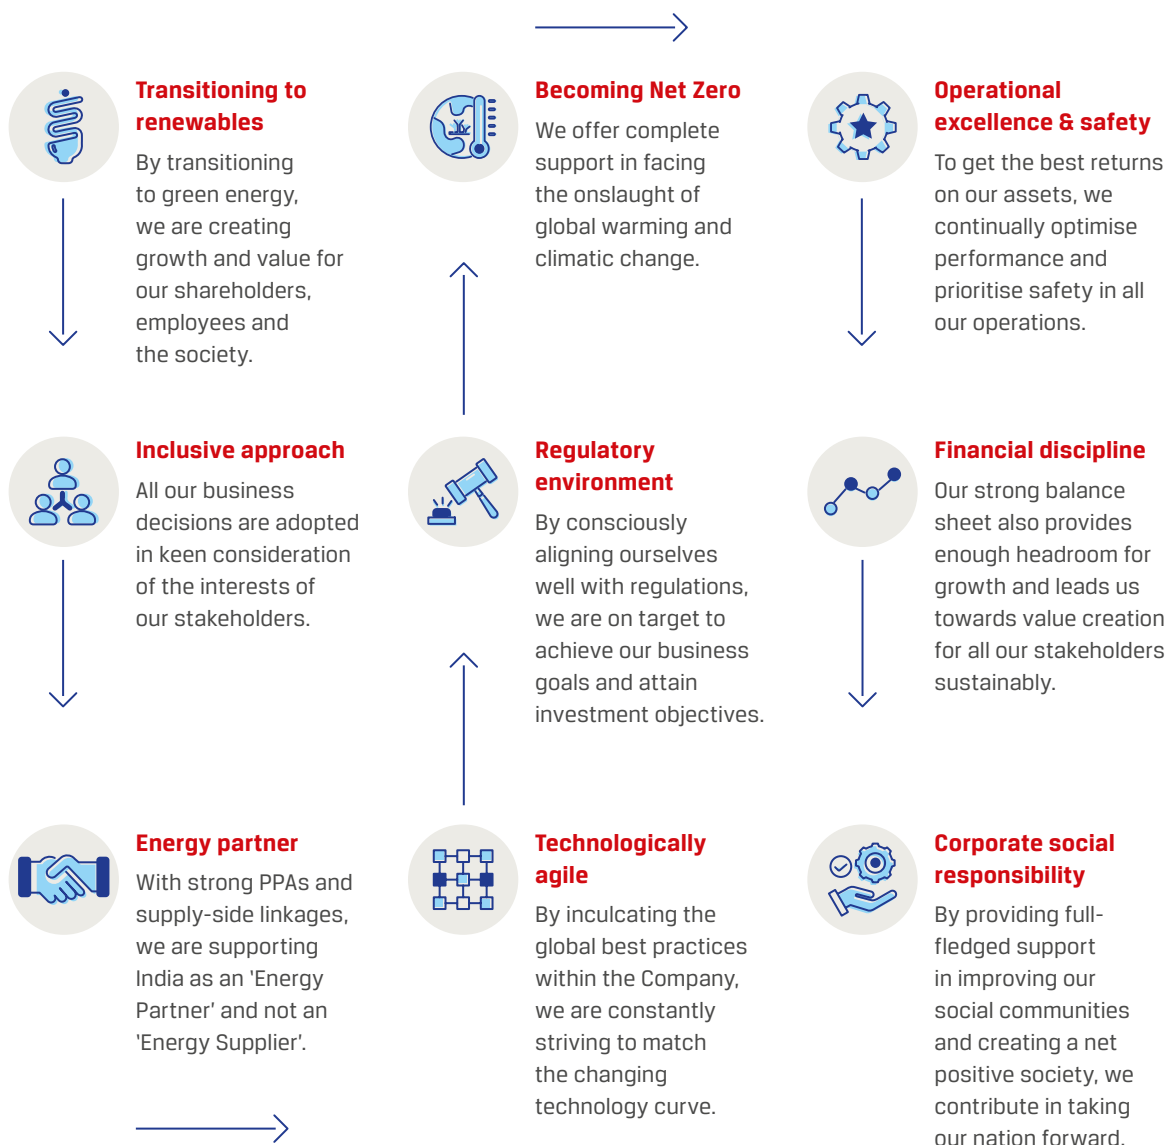 Transitioning to
renewables
By transitioning
to green energy,
we are creating
growth and value for
our shareholders,
employees and
the society.
Inclusive approach
All our business
decisions are adopted
in keen consideration
of the interests of
our stakeholders.
Energy partner
With strong PPAs and
supply-side linkages,
we are supporting
India as an ‘Energy
Partner’ and not an
‘Energy Supplier’.
Technologically
agile
By inculcating the
global best practices
within the Company,
we are constantly
striving to match
the changing
technology curve.
Regulatory
environment
By consciously
aligning ourselves
well with regulations,
we are on target to
achieve our business
goals and attain
investment objectives.
Becoming Net Zero
We offer complete
support in facing
the onslaught of
global warming and
climatic change.
Operational
excellence & safety
To get the best returns
on our assets, we
continually optimise
performance and
prioritise safety in all
our operations.
Financial discipline
Our strong balance
sheet also provides
enough headroom for
growth and leads us
towards value creation
for all our stakeholders
sustainably.
Corporate social
responsibility
By providing full-
fledged support
in improving our
social communities
and creating a net
positive society, we
contribute in taking
our nation forward.